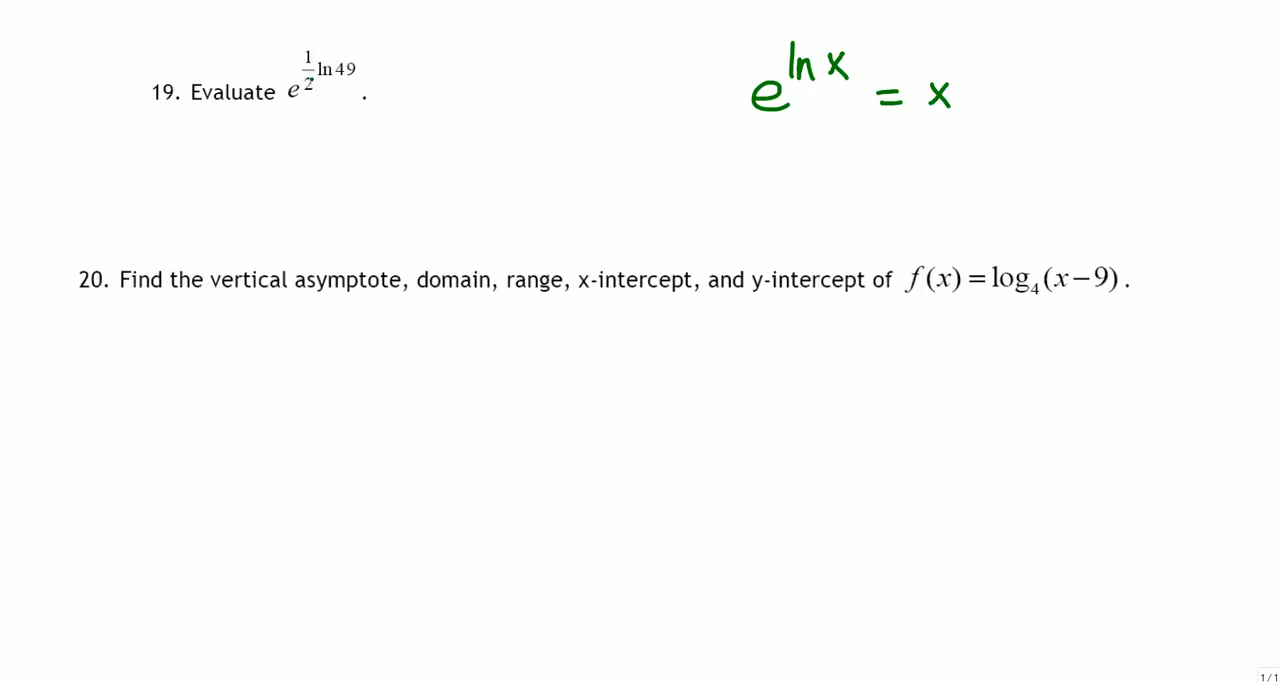 19. Evaluate e^{\frac{1}{2}\ln 49}.
e^{ln x} = x
20. Find the vertical asymptote, domain, range, x-intercept, and y-intercept of f(x) = log₄(x − 9).
1/1